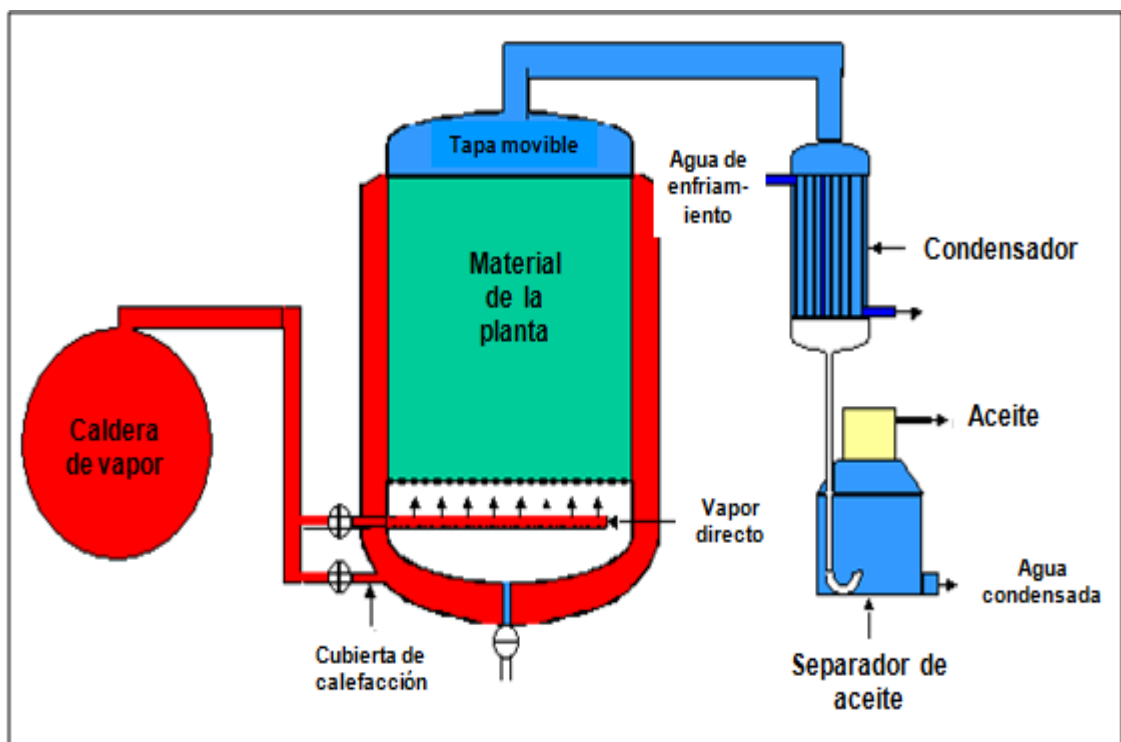 Tapa movible
Agua de
enfriam-
iento
Condensador
Material
de la
planta
Caldera
de vapor
Aceite
Vapor
directo
Agua
condensada
Cubierta de
calefacción
Separador de
aceite